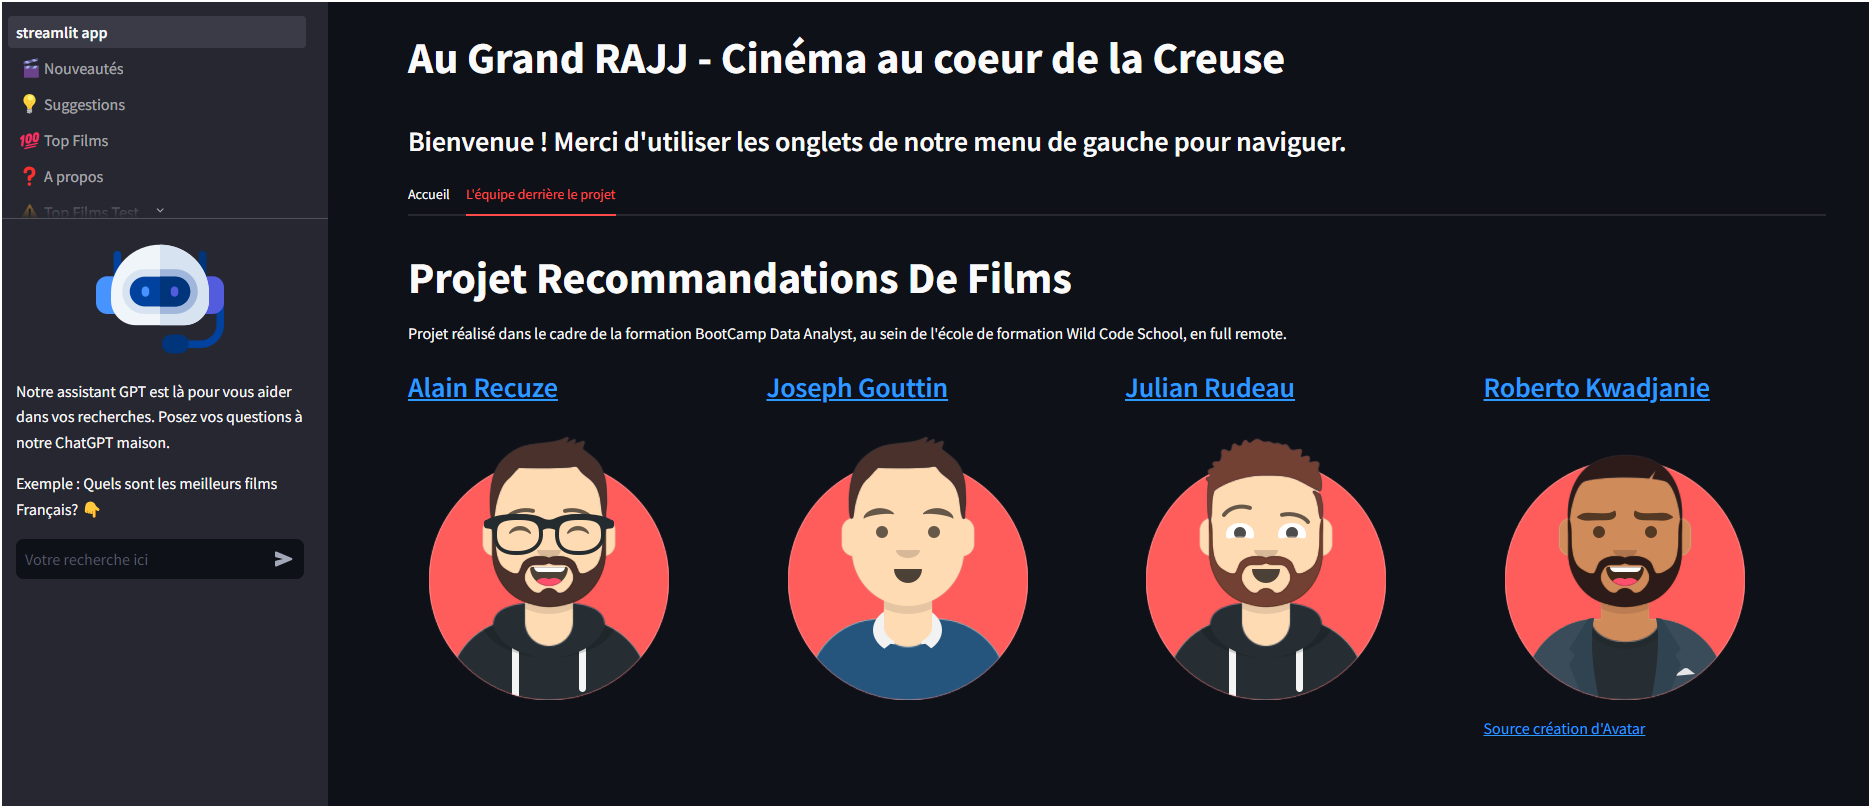 streamlit app
Nouveautés
Suggestions
Top Films
A propos
Top Films Test
Notre assistant GPT est là pour vous aider
dans vos recherches. Posez vos questions à
notre ChatGPT maison.
Exemple : Quels sont les meilleurs films
Français? 👇
Votre recherche ici
Au Grand RAJJ - Cinéma au coeur de la Creuse
Bienvenue ! Merci d'utiliser les onglets de notre menu de gauche pour naviguer.
Accueil L'équipe derrière le projet
Projet Recommandations De Films
Projet réalisé dans le cadre de la formation BootCamp Data Analyst, au sein de l'école de formation Wild Code School, en full remote.
Alain Recuze Joseph Gouttin Julian Rudeau Roberto Kwadjanie
Source création d'Avatar